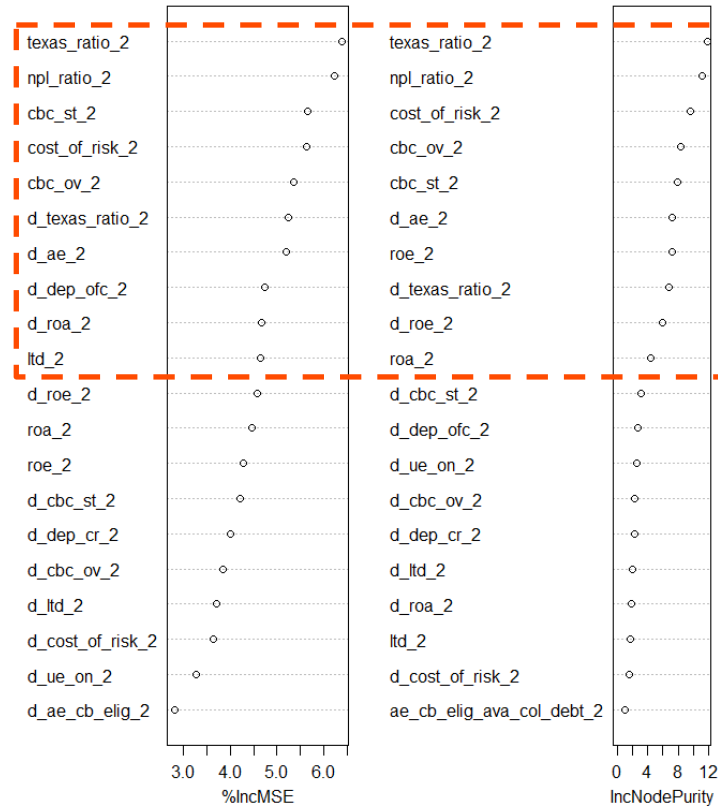 texas_ratio_2
npl_ratio_2
cbc_st_2
cost_of_risk_2
cbc_ov_2
d_texas_ratio_2
d_ae_2
d_dep_ofc_2
d_roa_2
ltd_2
d_roe_2
roa_2
roe_2
d_cbc_st_2
d_dep_cr_2
d_cbc_ov_2
d_ltd_2
d_cost_of_risk_2
d_ue_on_2
d_ae_cb_elig_2
3.0 4.0 5.0 6.0
%IncMSE
texas_ratio_2
npl_ratio_2
cost_of_risk_2
cbc_ov_2
cbc_st_2
d_ae_2
roe_2
d_texas_ratio_2
d_roe_2
roa_2
d_cbc_st_2
d_dep_ofc_2
d_ue_on_2
d_cbc_ov_2
d_dep_cr_2
d_ltd_2
d_roa_2
ltd_2
d_cost_of_risk_2
ae_cb_elig_ava_col_debt_2
0 4 8 12
IncNodePurity